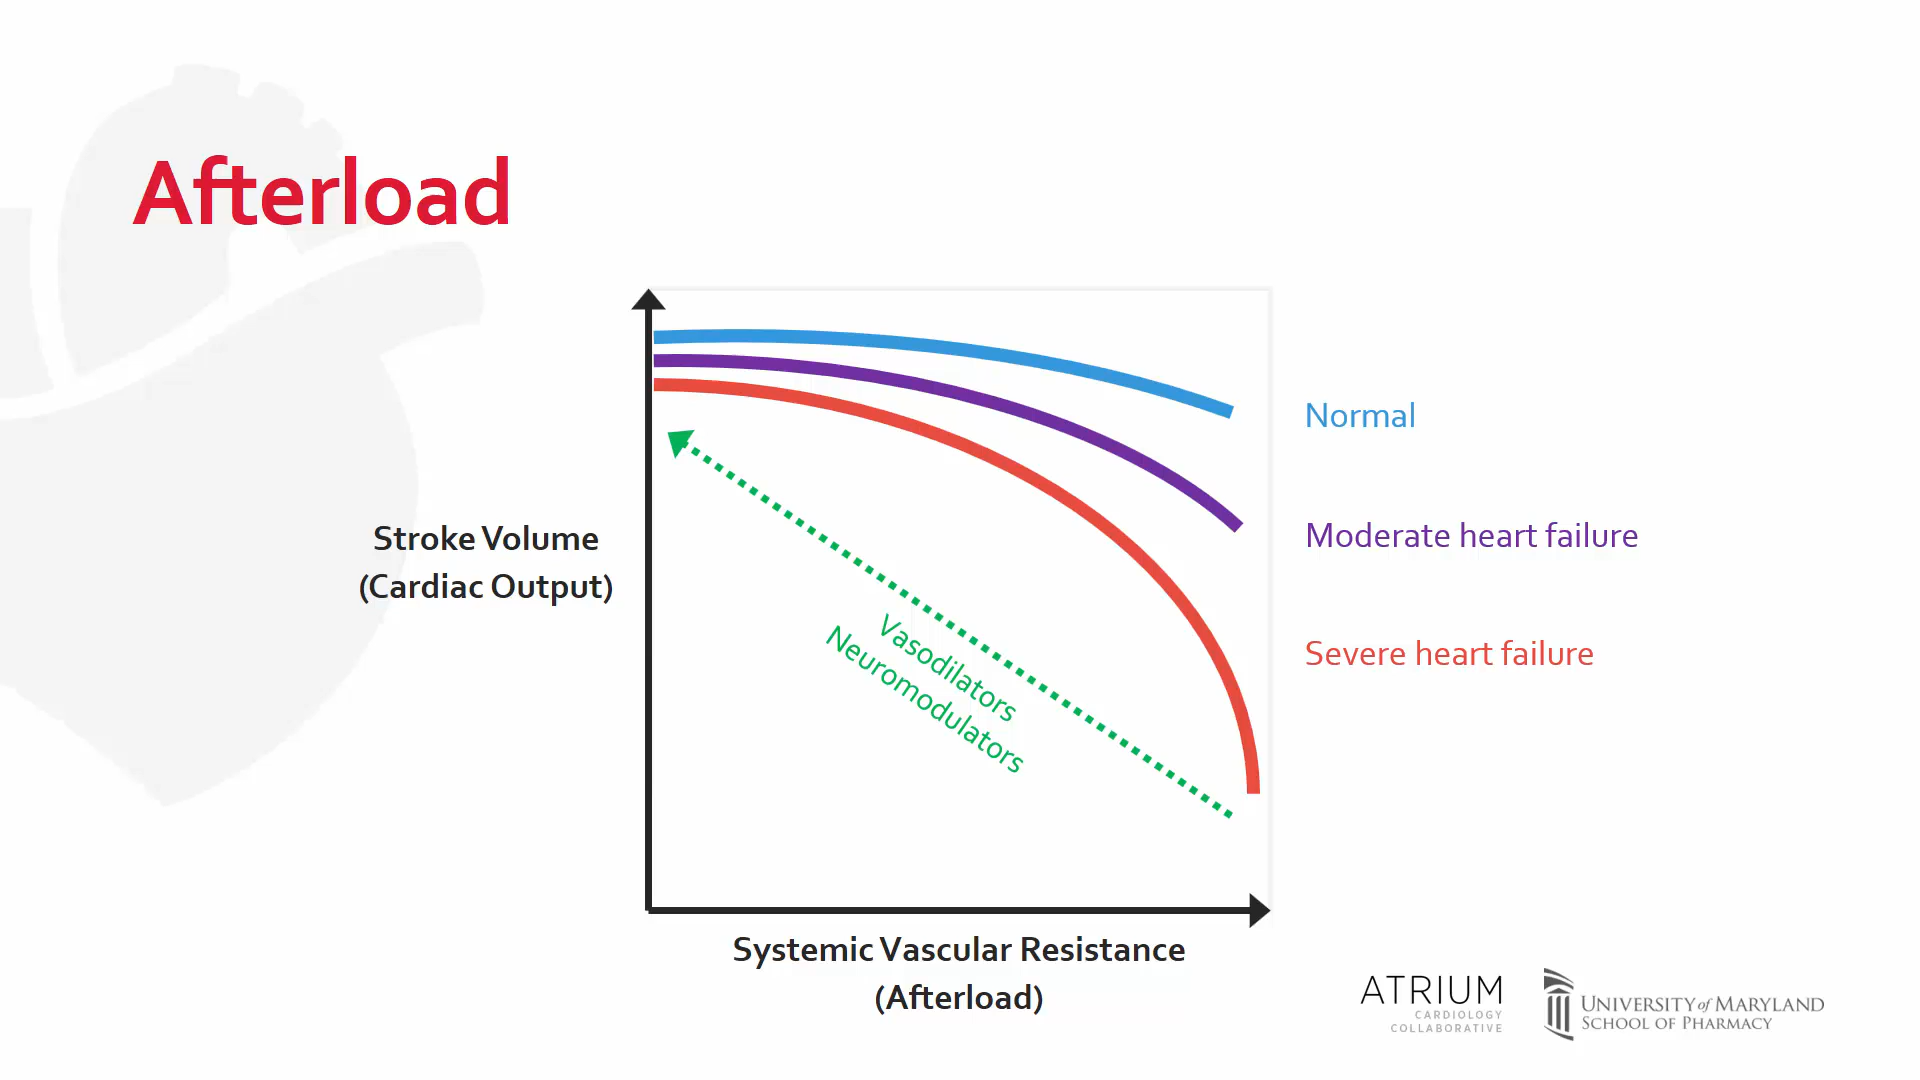 Afterload
Stroke Volume
(Cardiac Output)
Normal
Moderate heart failure
Severe heart failure
Vasodilators
Neuromodulators
Systemic Vascular Resistance
(Afterload)
ATRIUM
CARDIOLOGY
COLLABORATIVE
UNIVERSITY of MARYLAND
SCHOOL OF PHARMACY